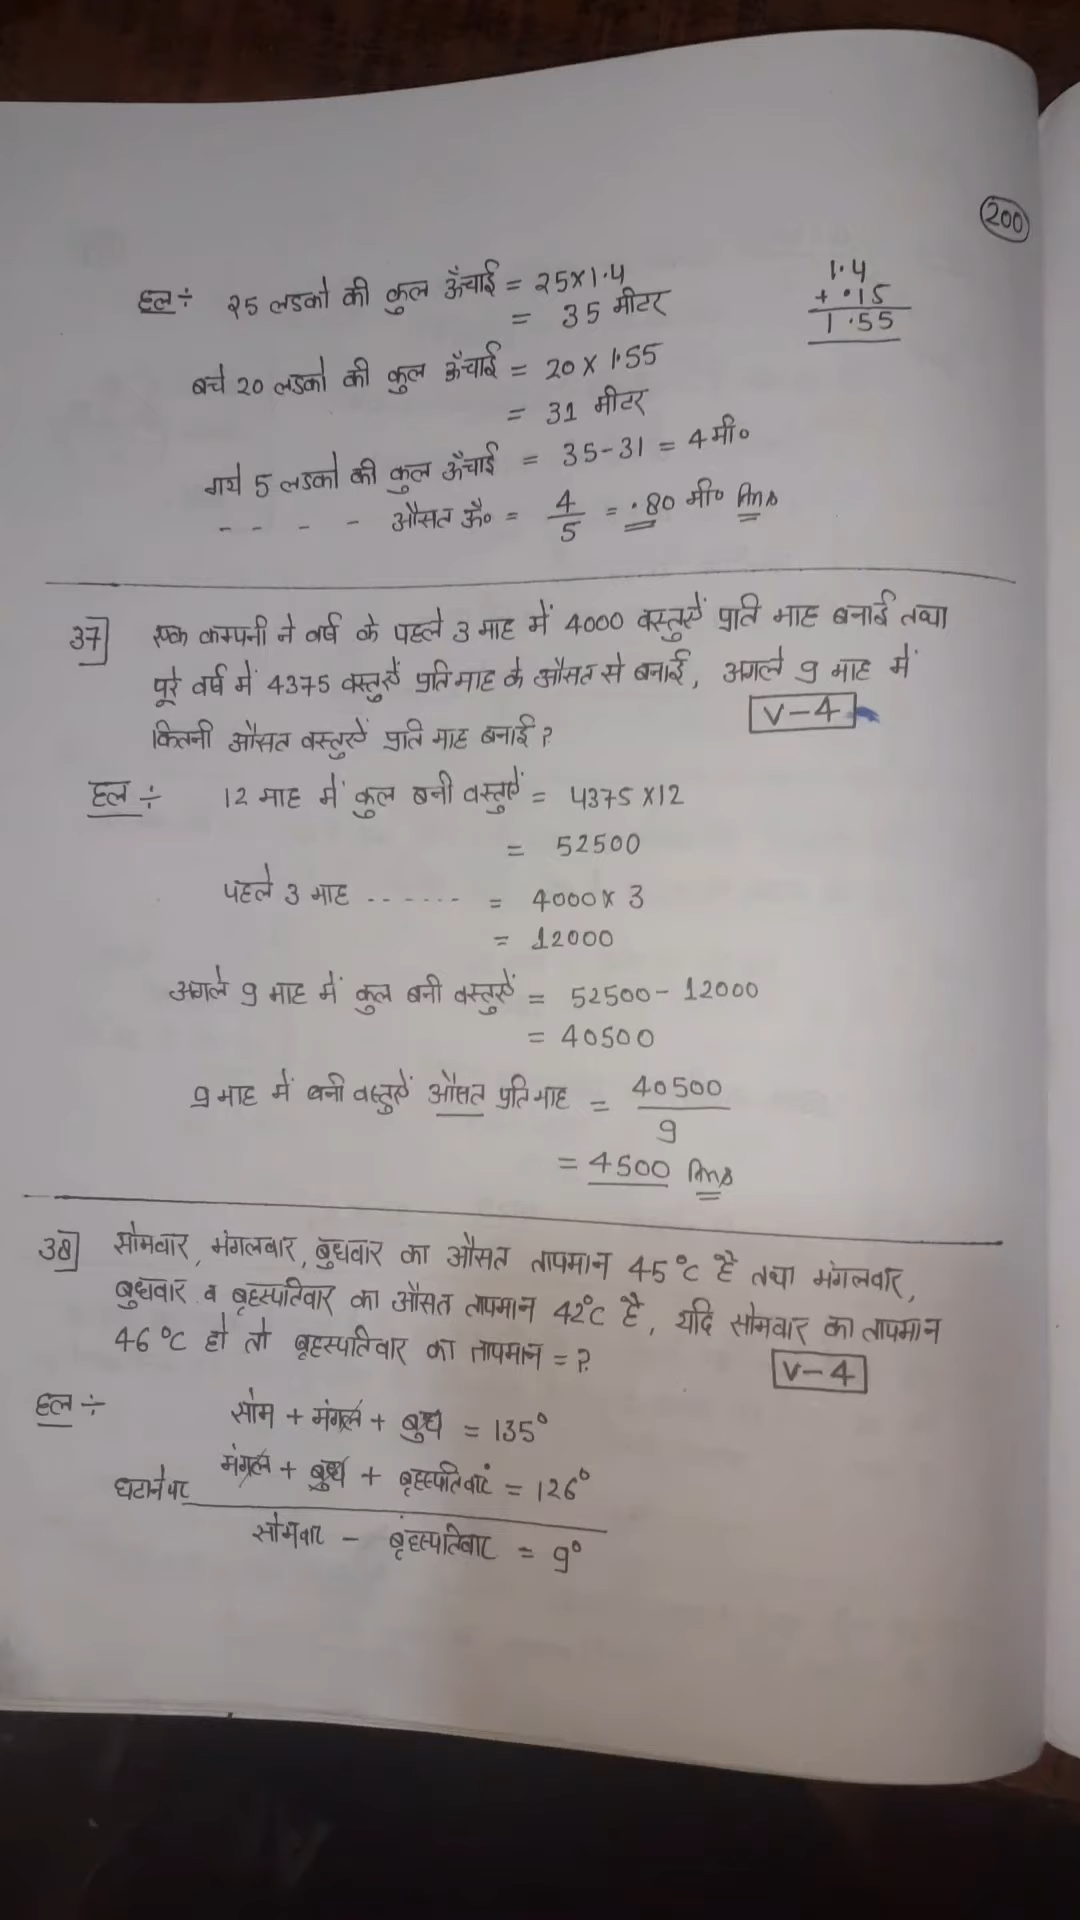 200
हल ÷ 25 लडको की कुल ऊँचाई = 25×1.4
= 35 मीटर
1.4
+ .15
1.55
बचे 20 लडको की कुल ऊँचाई = 20 × 1.55
= 31 मीटर
गये 5 लडको की कुल ऊँचाई = 35-31 = 4 मी०
- - - - औसत ऊँ० = 4/5 = .80 मी० Ans
37] एक कम्पनी ने वर्ष के पहले 3 माह में 4000 वस्तुएें प्रति माह बनाई तथा
पूरे वर्ष में 4375 वस्तुएें प्रति माह के औसत से बनाई, अगले 9 माह में
कितनी औसत वस्तुएें प्रति माह बनाई ?
V-4
हल ÷ 12 माह में कुल बनी वस्तुएें = 4375 ×12
= 52500
पहले 3 माह ------ = 4000× 3
= 12000
अगले 9 माह में कुल बनी वस्तुएें = 52500 - 12000
= 40500
9 माह में बनी वस्तुएें औसत प्रति माह = 40500/9
= 4500 Ans
38] सोमवार, मंगलवार, बुधवार का औसत तापमान 45°C है तथा मंगलवार,
बुधवार व बृहस्पतिवार का औसत तापमान 42°C है, यदि सोमवार का तापमान
46°C हो तो बृहस्पतिवार का तापमान = ?
V-4
हल ÷ सोम + मंगल + बुध = 135°
मंगल + बुध + बृहस्पतिवार = 126°
घटाने पर
सोमवार - बृहस्पतिवार = 9°